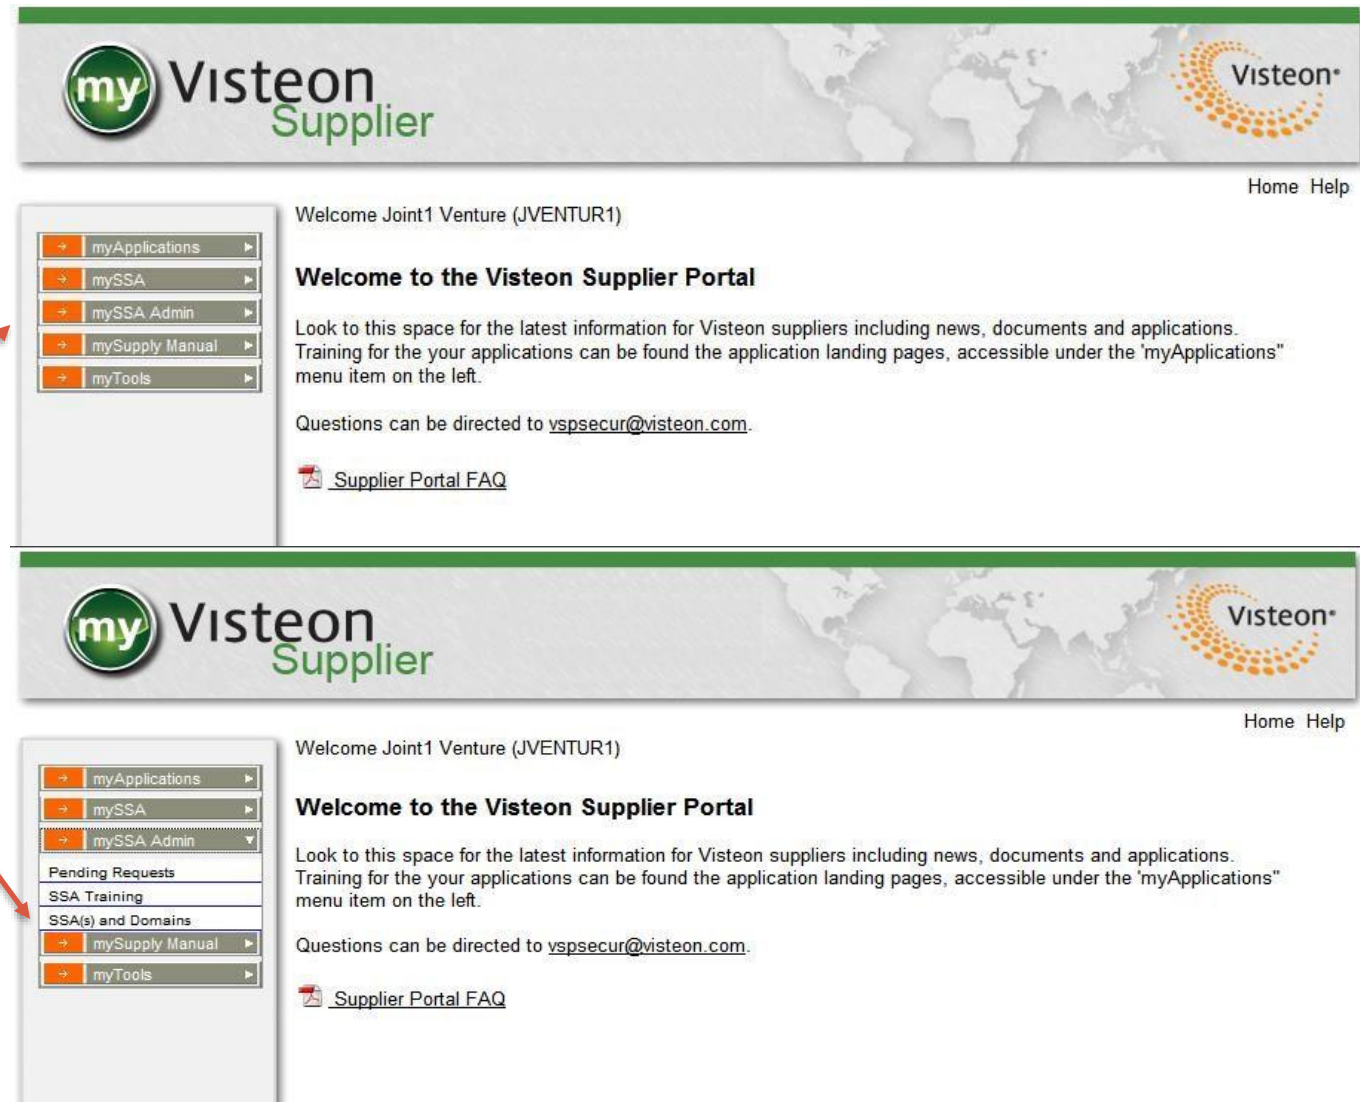 my Visteon
Supplier
Visteon
Home Help
Welcome Joint1 Venture (JVENTUR1)
myApplications
mySSA
mySSA Admin
mySupply Manual
myTools
Welcome to the Visteon Supplier Portal
Look to this space for the latest information for Visteon suppliers including news, documents and applications.
Training for the your applications can be found the application landing pages, accessible under the 'myApplications"
menu item on the left.
Questions can be directed to vspsecur@visteon.com.
Supplier Portal FAQ
my Visteon
Supplier
Visteon
Home Help
Welcome Joint1 Venture (JVENTUR1)
myApplications
mySSA
mySSA Admin
Pending Requests
SSA Training
SSA(s) and Domains
mySupply Manual
myTools
Welcome to the Visteon Supplier Portal
Look to this space for the latest information for Visteon suppliers including news, documents and applications.
Training for the your applications can be found the application landing pages, accessible under the 'myApplications"
menu item on the left.
Questions can be directed to vspsecur@visteon.com.
Supplier Portal FAQ